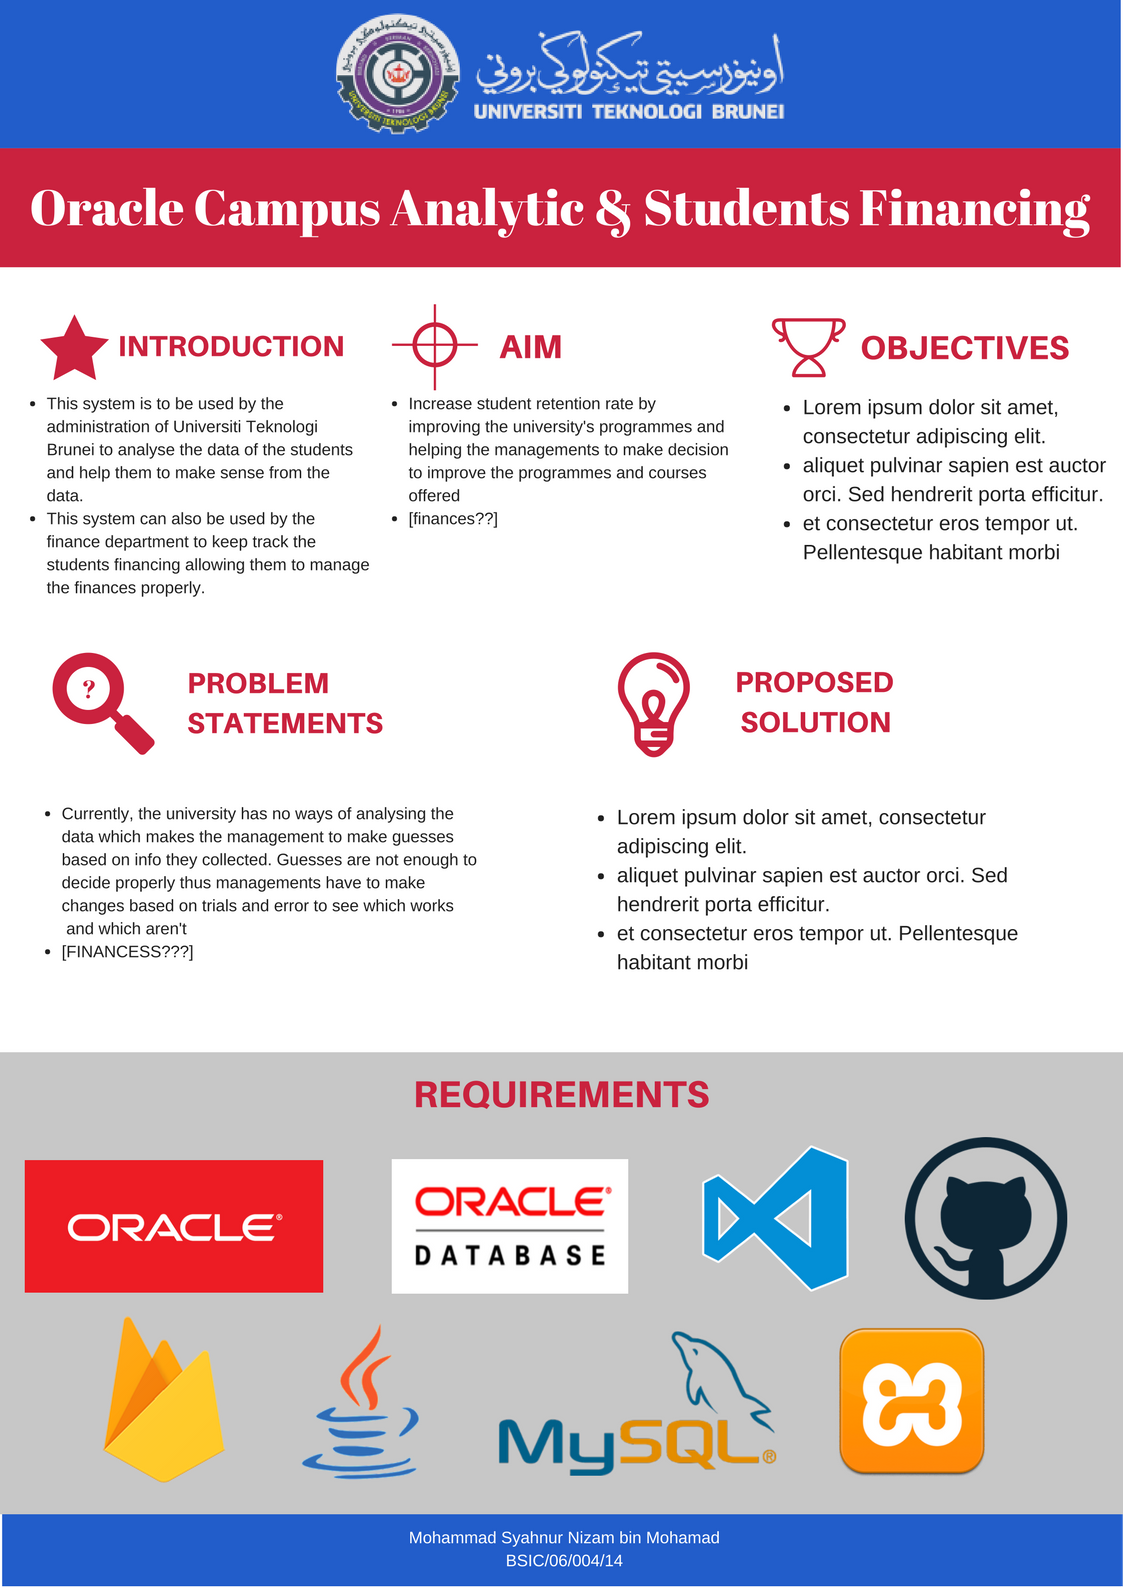 اونيۏرسيتي تيكنولوݢي بروني
UNIVERSITI TEKNOLOGI BRUNEI
Oracle Campus Analytic & Students Financing
INTRODUCTION
• This system is to be used by the
administration of Universiti Teknologi
Brunei to analyse the data of the students
and help them to make sense from the
data.
• This system can also be used by the
finance department to keep track the
students financing allowing them to manage
the finances properly.
AIM
• Increase student retention rate by
improving the university's programmes and
helping the managements to make decision
to improve the programmes and courses
offered
• [finances??]
OBJECTIVES
• Lorem ipsum dolor sit amet,
consectetur adipiscing elit.
• aliquet pulvinar sapien est auctor
orci. Sed hendrerit porta efficitur.
• et consectetur eros tempor ut.
Pellentesque habitant morbi
?
PROBLEM
STATEMENTS
• Currently, the university has no ways of analysing the
data which makes the management to make guesses
based on info they collected. Guesses are not enough to
decide properly thus managements have to make
changes based on trials and error to see which works
and which aren't
• [FINANCESS???]
PROPOSED
SOLUTION
• Lorem ipsum dolor sit amet, consectetur
adipiscing elit.
• aliquet pulvinar sapien est auctor orci. Sed
hendrerit porta efficitur.
• et consectetur eros tempor ut. Pellentesque
habitant morbi
REQUIREMENTS
ORACLE®
ORACLE®
DATABASE
MySQL®
Mohammad Syahnur Nizam bin Mohamad
BSIC/06/004/14